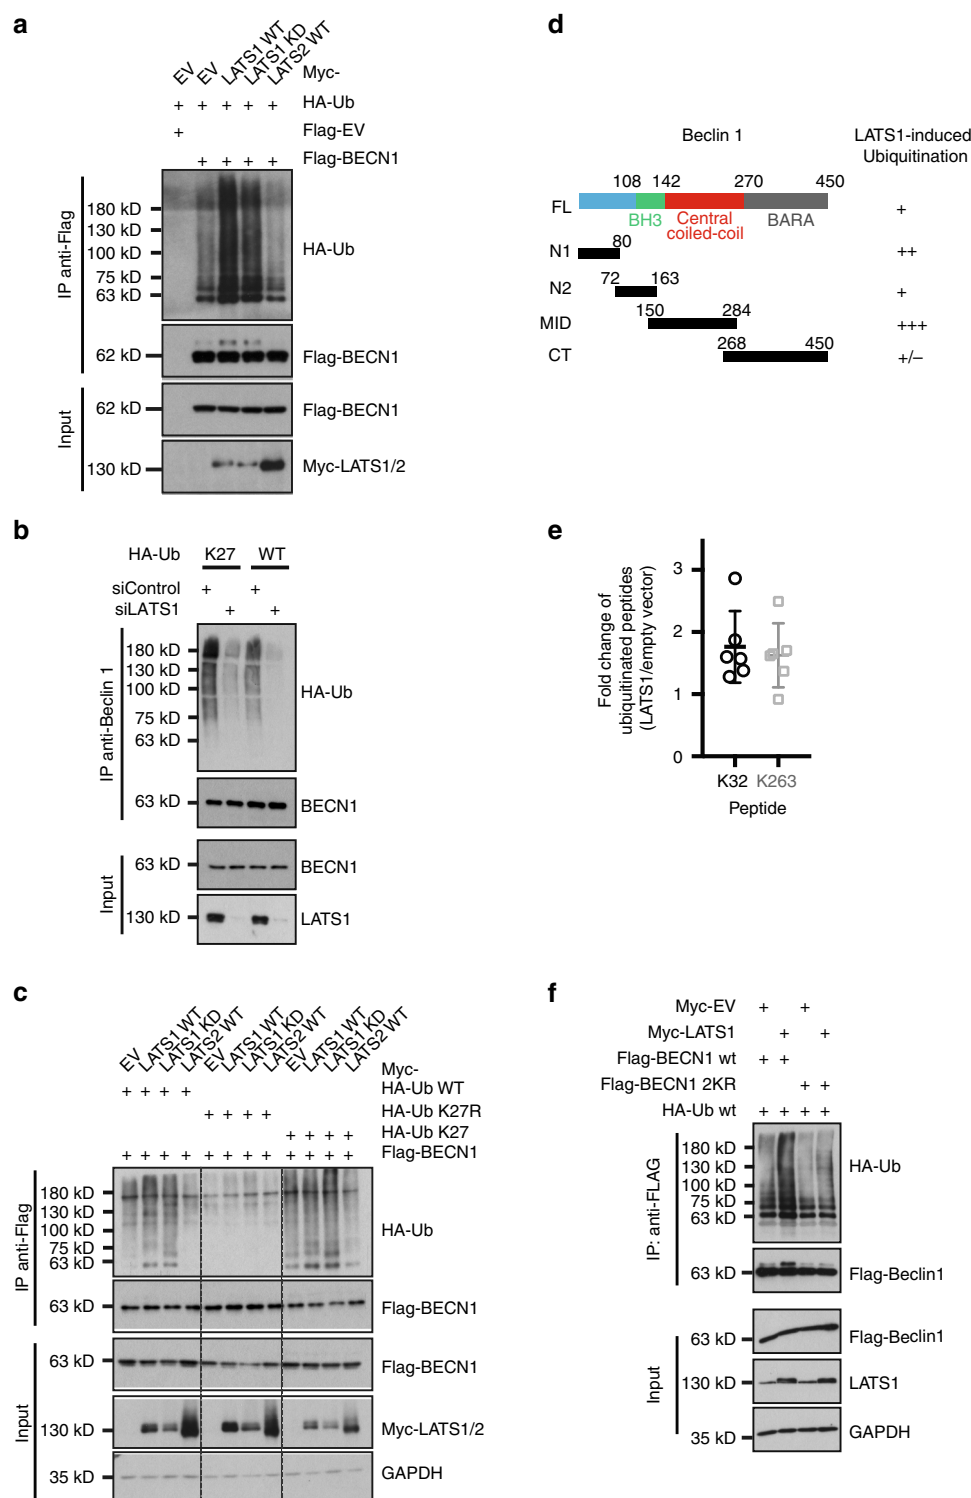 a
EV EV LATS1 WT LATS1 KD LATS2 WT Myc-
+ + + + + HA-Ub
+ Flag-EV
+ + + + Flag-BECN1
IP anti-Flag
180 kD
130 kD
100 kD
75 kD
63 kD
HA-Ub
62 kD Flag-BECN1
Input
62 kD Flag-BECN1
130 kD Myc-LATS1/2
b
HA-Ub K27 WT
siControl + +
siLATS1 + +
IP anti-Beclin 1
180 kD
130 kD
100 kD
75 kD
63 kD
HA-Ub
63 kD BECN1
Input
63 kD BECN1
130 kD LATS1
c
EV LATS1 WT LATS1 KD LATS2 WT EV LATS1 WT LATS1 KD LATS2 WT EV LATS1 WT LATS1 KD LATS2 WT Myc-
+ + + + HA-Ub WT
+ + + + HA-Ub K27R
+ + + + HA-Ub K27
+ + + + + + + + + + + + Flag-BECN1
IP anti-Flag
180 kD
130 kD
100 kD
75 kD
63 kD
HA-Ub
63 kD Flag-BECN1
Input
63 kD Flag-BECN1
130 kD Myc-LATS1/2
35 kD GAPDH
d
Beclin 1
LATS1-induced
Ubiquitination
108 142 270 450
FL +
BH3 Central coiled-coil BARA
80
N1 ++
72 163
N2 +
150 284
MID +++
268 450
CT +/−
e
Fold change of
ubiquitinated peptides
(LATS1/empty vector)
3
2
1
0
K32 K263
Peptide
f
Myc-EV + +
Myc-LATS1 + +
Flag-BECN1 wt + +
Flag-BECN1 2KR + +
HA-Ub wt + + + +
IP: anti-FLAG
180 kD
130 kD
100 kD
75 kD
63 kD
HA-Ub
63 kD Flag-Beclin1
Input
63 kD Flag-Beclin1
130 kD LATS1
35 kD GAPDH